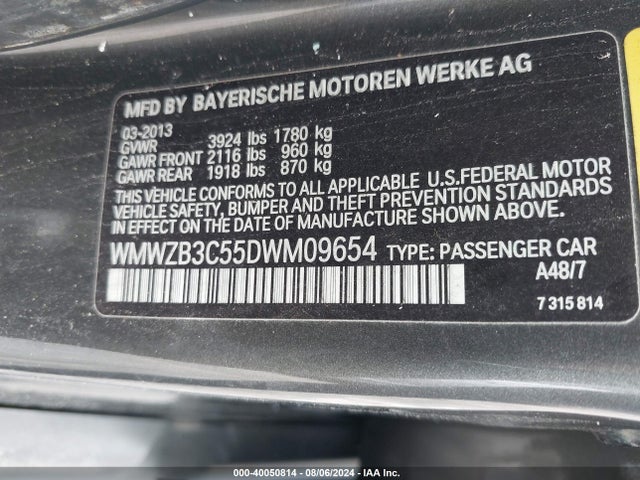 MFD BY BAYERISCHE MOTOREN WERKE AG
03-2013
GVWR 3924 lbs 1780 kg
GAWR FRONT 2116 lbs 960 kg
GAWR REAR 1918 lbs 870 kg
THIS VEHICLE CONFORMS TO ALL APPLICABLE U.S.FEDERAL MOTOR
VEHICLE SAFETY, BUMPER AND THEFT PREVENTION STANDARDS
IN EFFECT ON THE DATE OF MANUFACTURE SHOWN ABOVE.
WMWZB3C55DWM09654 TYPE: PASSENGER CAR
A48/7
7 315 814
000-40050814 - 08/06/2024 - IAA Inc.